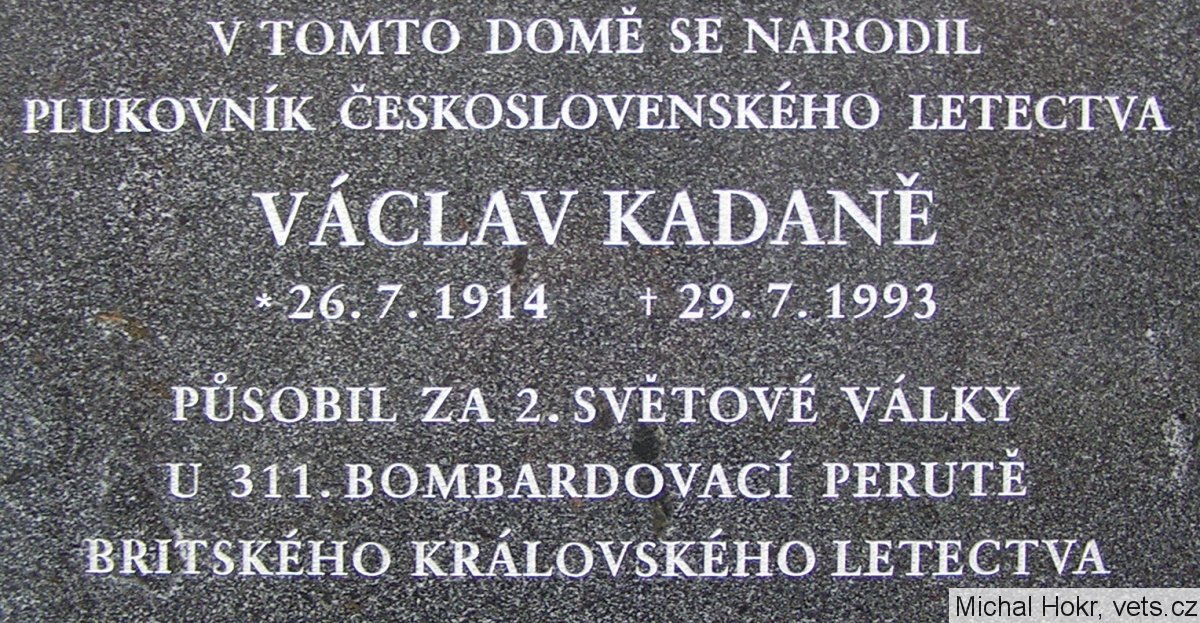 V TOMTO DOMĚ SE NARODIL
PLUKOVNÍK ČESKOSLOVENSKÉHO LETECTVA
VÁCLAV KADANĚ
* 26. 7. 1914 † 29. 7. 1993
PŮSOBIL ZA 2. SVĚTOVÉ VÁLKY
U 311. BOMBARDOVACÍ PERUTĚ
BRITSKÉHO KRÁLOVSKÉHO LETECTVA
Michal Hokr, vets.cz